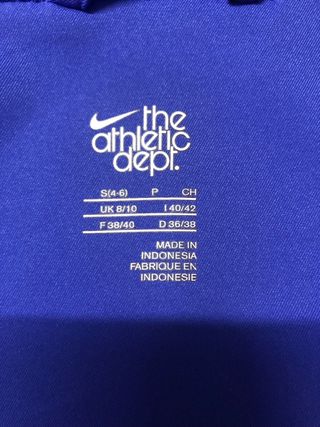 the
athletic
dept.
S(4-6) P CH
UK 8/10 I 40/42
F 38/40 D 36/38
MADE IN
INDONESIA
FABRIQUE EN
INDONESIE